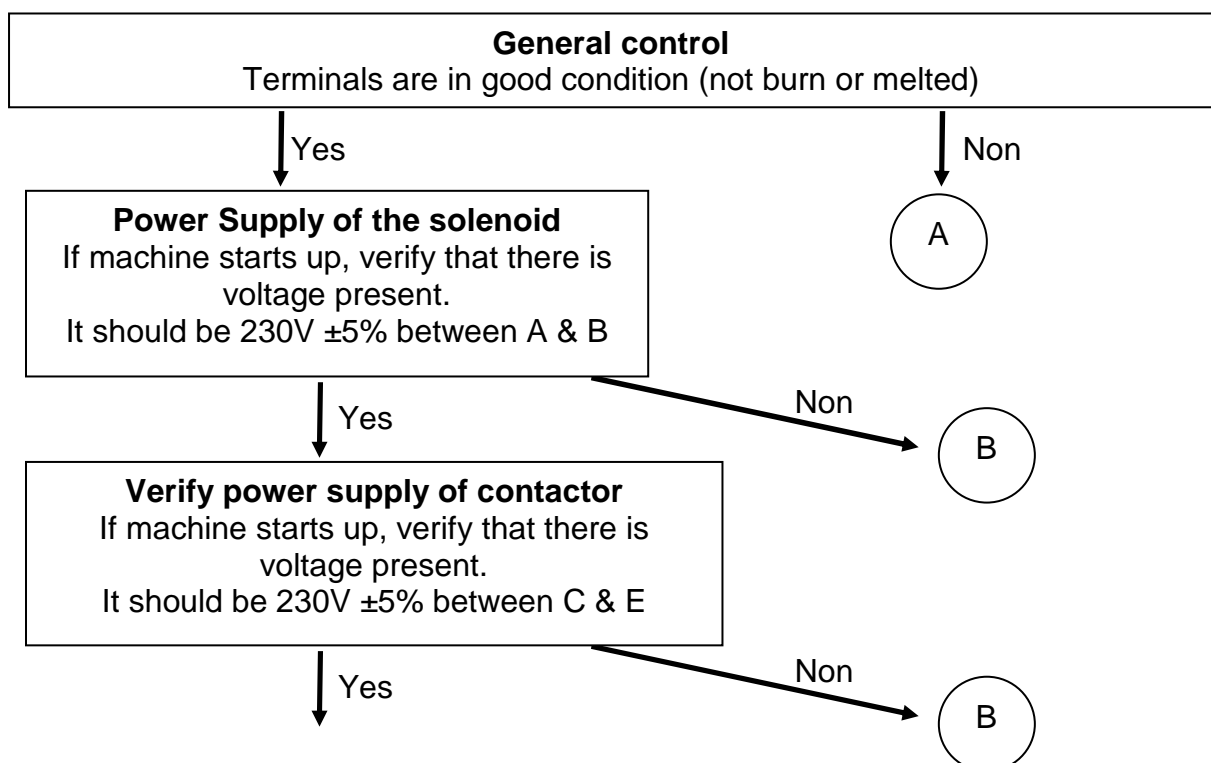 General control
Terminals are in good condition (not burn or melted)
Yes
Non
Power Supply of the solenoid
If machine starts up, verify that there is
voltage present.
It should be 230V ±5% between A & B
A
Yes
Non
B
Verify power supply of contactor
If machine starts up, verify that there is
voltage present.
It should be 230V ±5% between C & E
Yes
Non
B